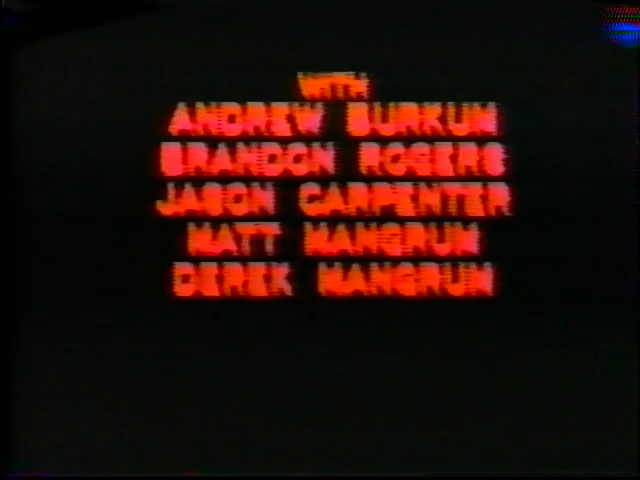 WITH
ANDREW BURKUM
BRANDON ROGERS
JASON CARPENTER
MATT MANGRUM
DEREK MANGRUM